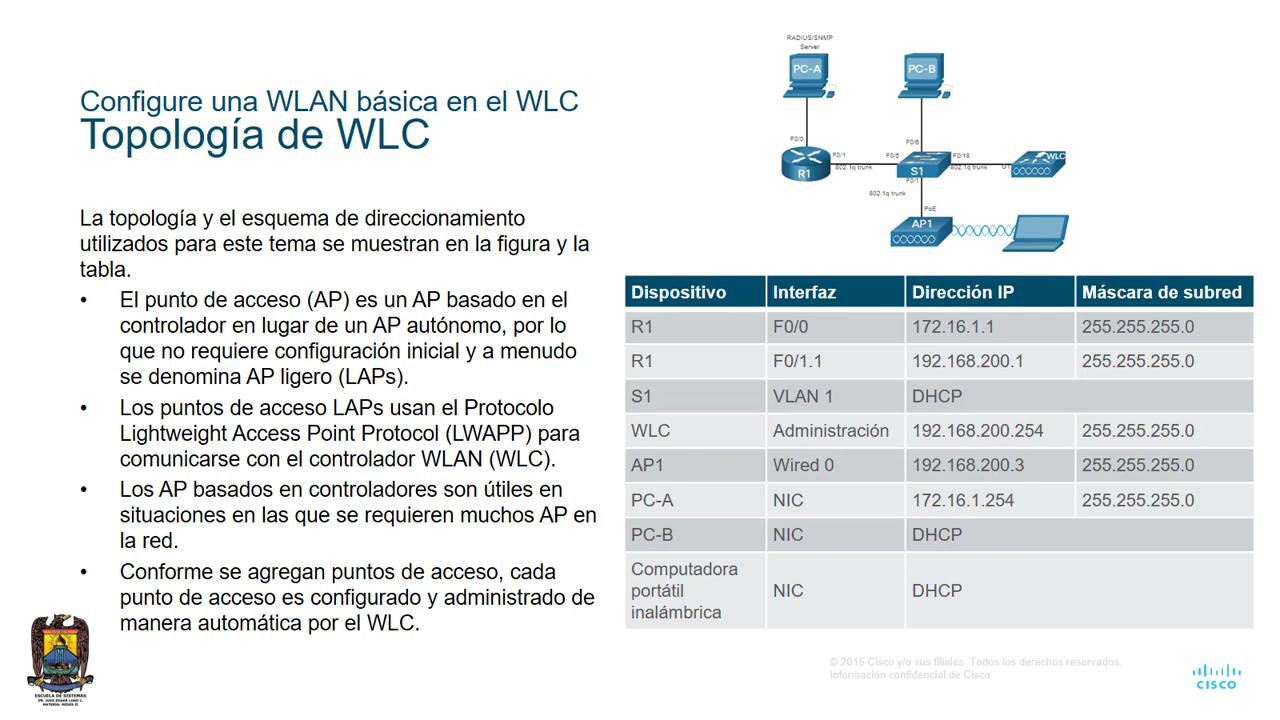 RADIUS/SNMP
Server
PC-A
PC-B
F0/0
F0/6
R1
F0/1
802.1q trunk
F0/5
S1
F0/18
802.1q trunk
WLC
F0/1
802.1q trunk
PoE
AP1
Configure una WLAN básica en el WLC
Topología de WLC
La topología y el esquema de direccionamiento
utilizados para este tema se muestran en la figura y la
tabla.
• El punto de acceso (AP) es un AP basado en el
controlador en lugar de un AP autónomo, por lo
que no requiere configuración inicial y a menudo
se denomina AP ligero (LAPs).
• Los puntos de acceso LAPs usan el Protocolo
Lightweight Access Point Protocol (LWAPP) para
comunicarse con el controlador WLAN (WLC).
• Los AP basados en controladores son útiles en
situaciones en las que se requieren muchos AP en
la red.
• Conforme se agregan puntos de acceso, cada
punto de acceso es configurado y administrado de
manera automática por el WLC.
Dispositivo Interfaz Dirección IP Máscara de subred
R1 F0/0 172.16.1.1 255.255.255.0
R1 F0/1.1 192.168.200.1 255.255.255.0
S1 VLAN 1 DHCP
WLC Administración 192.168.200.254 255.255.255.0
AP1 Wired 0 192.168.200.3 255.255.255.0
PC-A NIC 172.16.1.254 255.255.255.0
PC-B NIC DHCP
Computadora
portátil
inalámbrica
NIC DHCP
ESCUELA DE SISTEMAS
DR. JOSE EDGAR LUNO C.
MATERIA: REDES II
© 2016 Cisco y/o sus filiales. Todos los derechos reservados.
Información confidencial de Cisco
CISCO